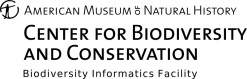 AMERICAN MUSEUM OF NATURAL HISTORY
CENTER FOR BIODIVERSITY
AND CONSERVATION
Biodiversity Informatics Facility